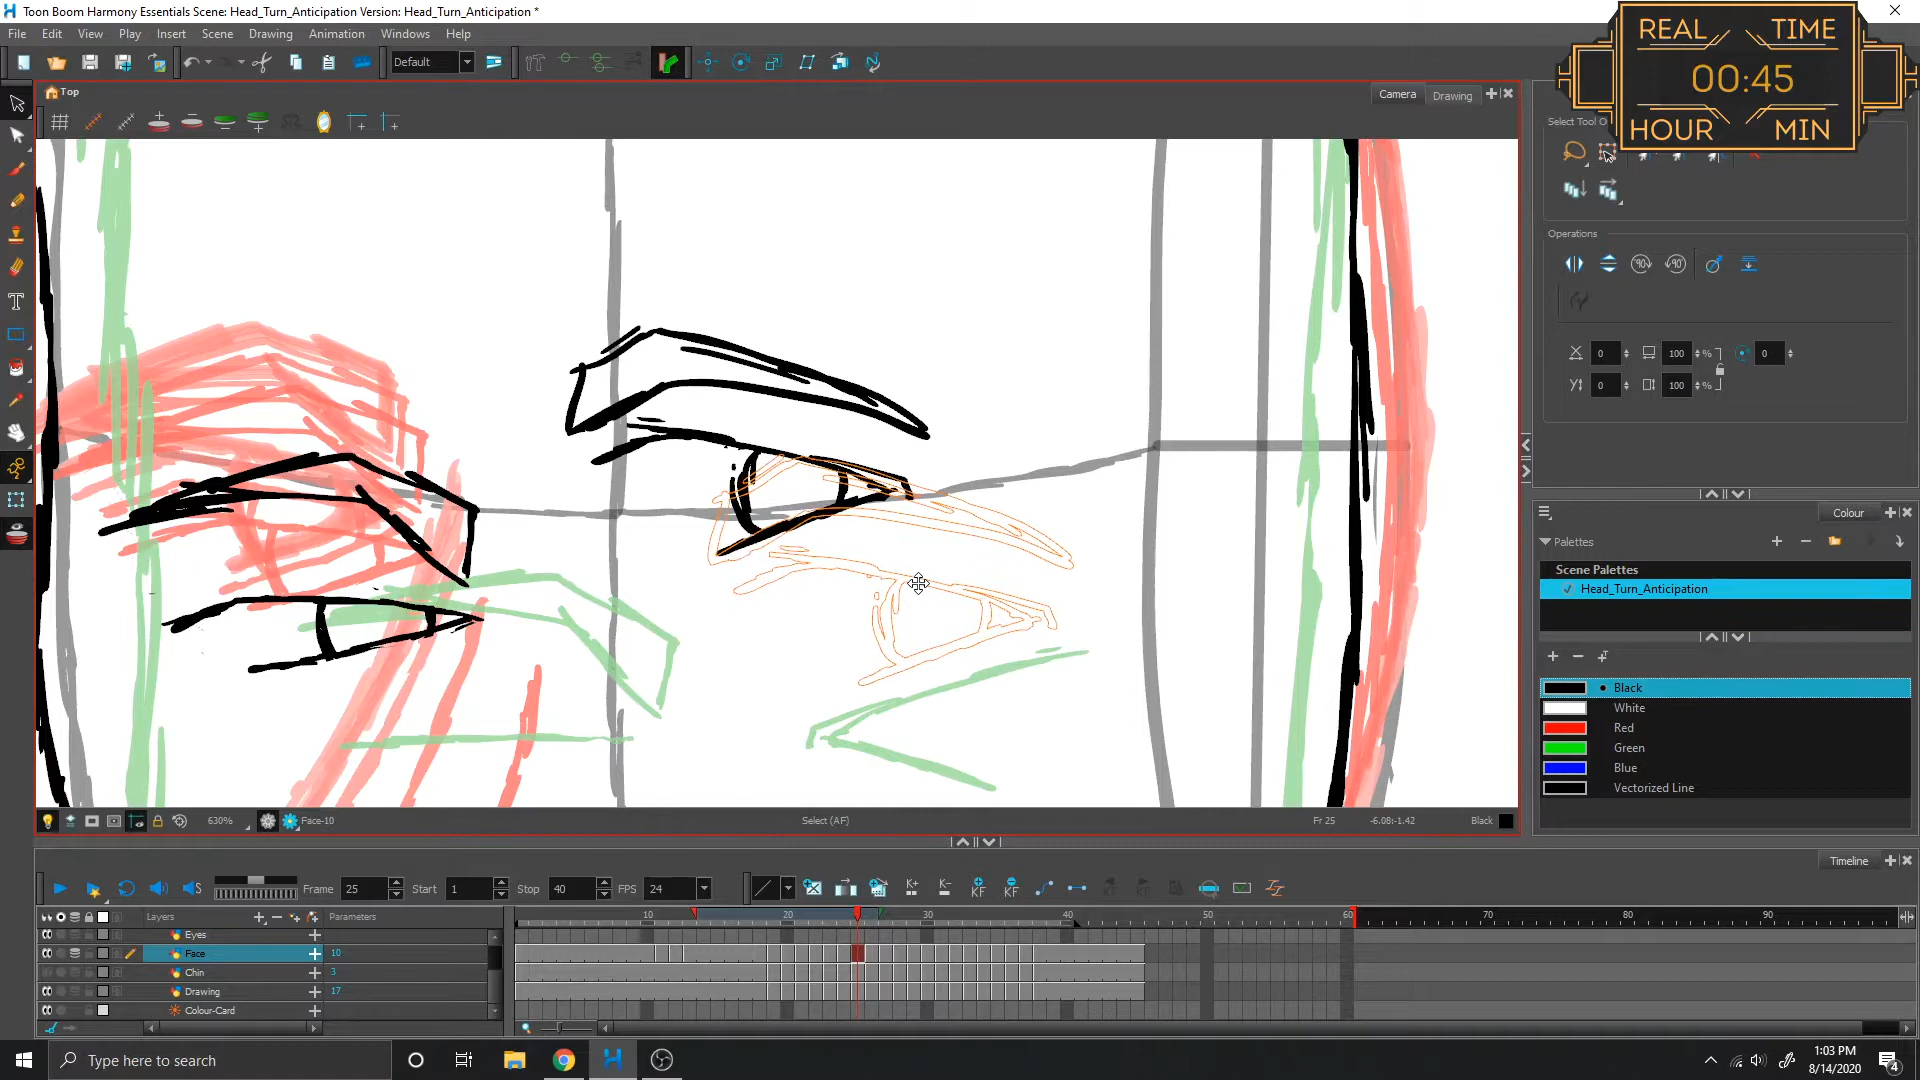 Toon Boom Harmony Essentials Scene: Head_Turn_Anticipation Version: Head_Turn_Anticipation *
File Edit View Play Insert Scene Drawing Animation Windows Help
REAL TIME
00:45
HOUR MIN
Default
Top
Camera Drawing
Select Tool O
Operations
X 0 100 % 0
Y 0 100 %
Colour
Palettes
Scene Palettes
Head_Turn_Anticipation
Black
White
Red
Green
Blue
Vectorized Line
630% Face-10 Select (AF) Fr 25 -6.08:-1.42 Black
Timeline
Frame 25 Start 1 Stop 40 FPS 24 K+ K- KF KF
Layers Parameters 10 20 30 40 50 60 70 80 90
Eyes
Face 10
Chin 3
Drawing 17
Colour-Card
Type here to search
1:03 PM
8/14/2020
4